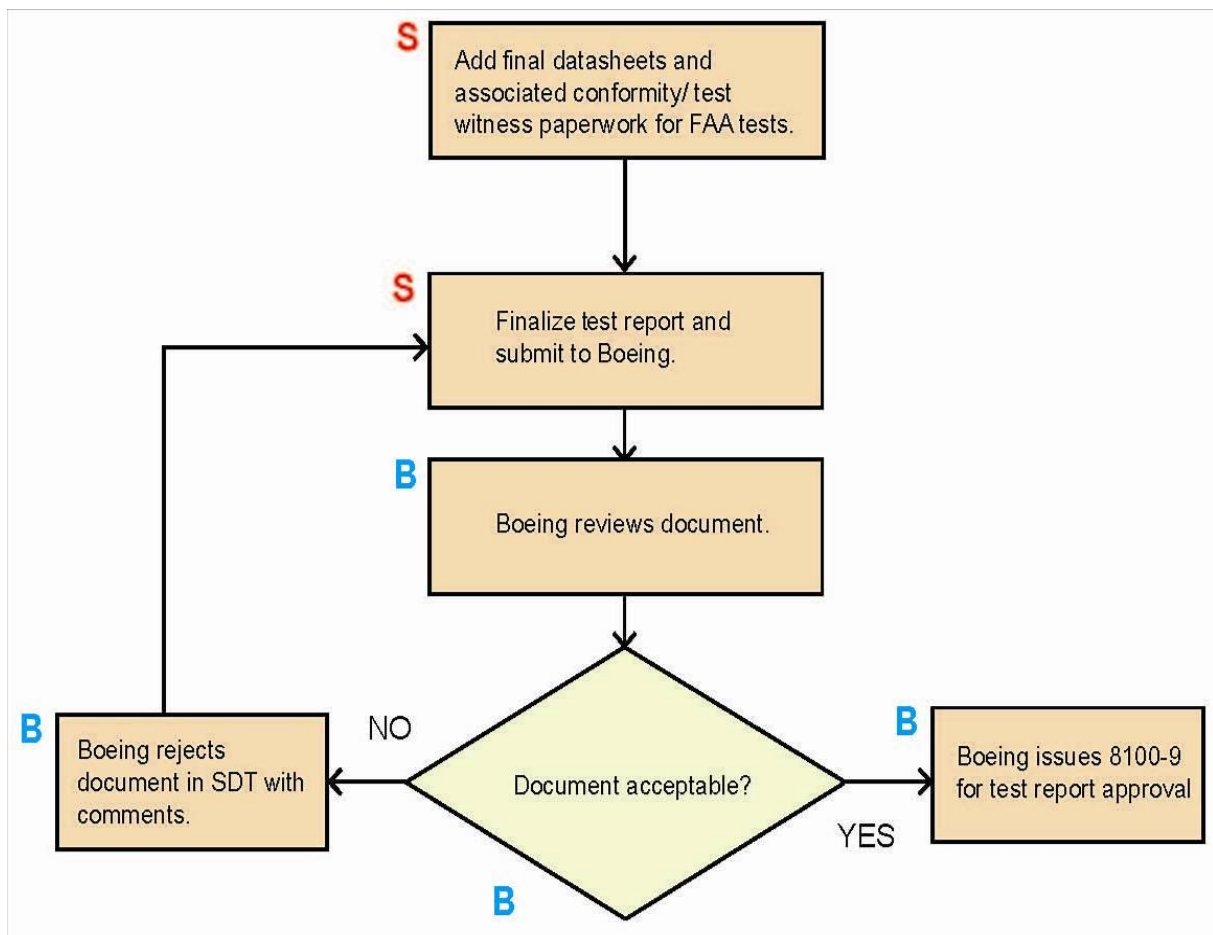 S
Add final datasheets and
associated conformity/ test
witness paperwork for FAA tests.
S
Finalize test report and
submit to Boeing.
B
Boeing reviews document.
B
Boeing rejects
document in SDT with
comments.
NO
Document acceptable?
B
YES
B
Boeing issues 8100-9
for test report approval